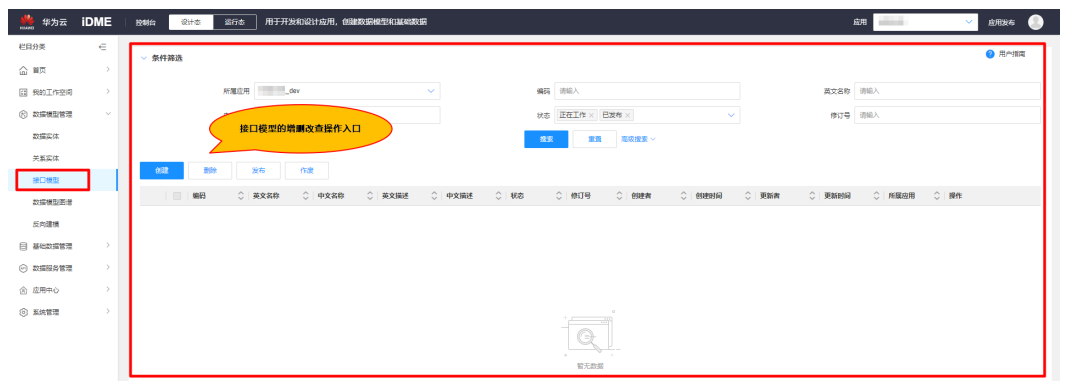 HUAWEI 华为云 iDME 控制台 设计态 运行态 用于开发和设计应用，创建数据模型和基础数据 应用 应用发布
栏目分类
首页
我的工作空间
数据模型管理
数据实体
关系实体
接口模型
数据模型图谱
反向建模
基础数据管理
数据服务管理
应用中心
系统管理
条件筛选 用户指南
所属应用 _dev 编码 请输入 英文名称 请输入
状态 正在工作 × 已发布 × 修订号 请输入
接口模型的增删改查操作入口
搜索 重置 高级搜索
创建 删除 发布 作废
编码 英文名称 中文名称 英文描述 中文描述 状态 修订号 创建者 创建时间 更新者 更新时间 所属应用 操作
暂无数据